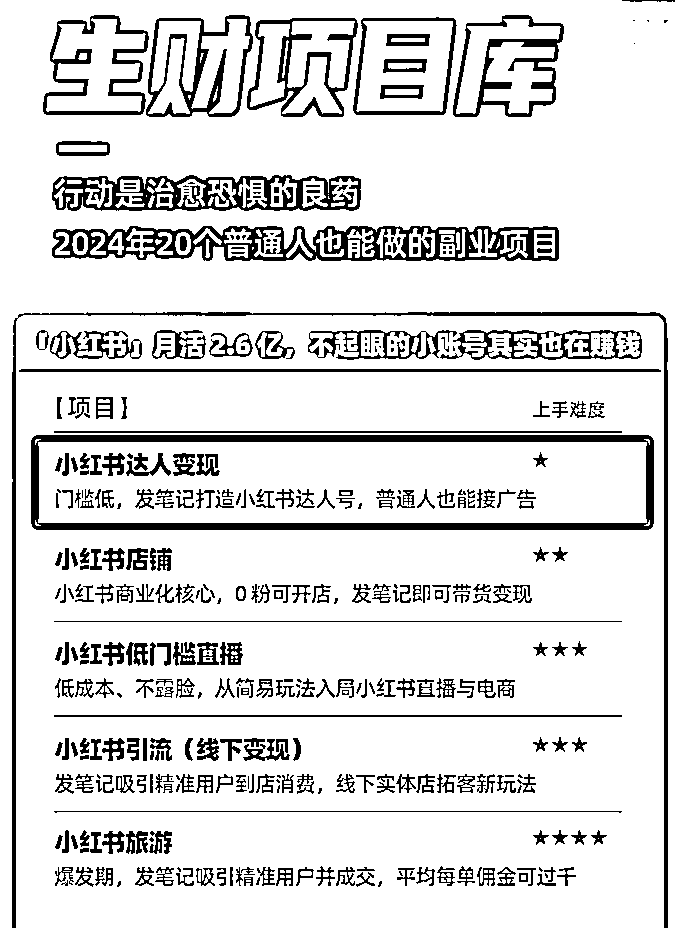 生财项目库
行动是治愈恐惧的良药
2024年20个普通人也能做的副业项目
『小红书』月活2.6亿，不起眼的小账号其实也在赚钱
【项目】 上手难度
小红书达人变现 ★
门槛低，发笔记打造小红书达人号，普通人也能接广告
小红书店铺 ★★
小红书商业化核心，0粉可开店，发笔记即可带货变现
小红书低门槛直播 ★★★
低成本、不露脸，从简易玩法入局小红书直播与电商
小红书引流（线下变现） ★★★
发笔记吸引精准用户到店消费，线下实体店拓客新玩法
小红书旅游 ★★★★
爆发期，发笔记吸引精准用户并成交，平均每单佣金可过千